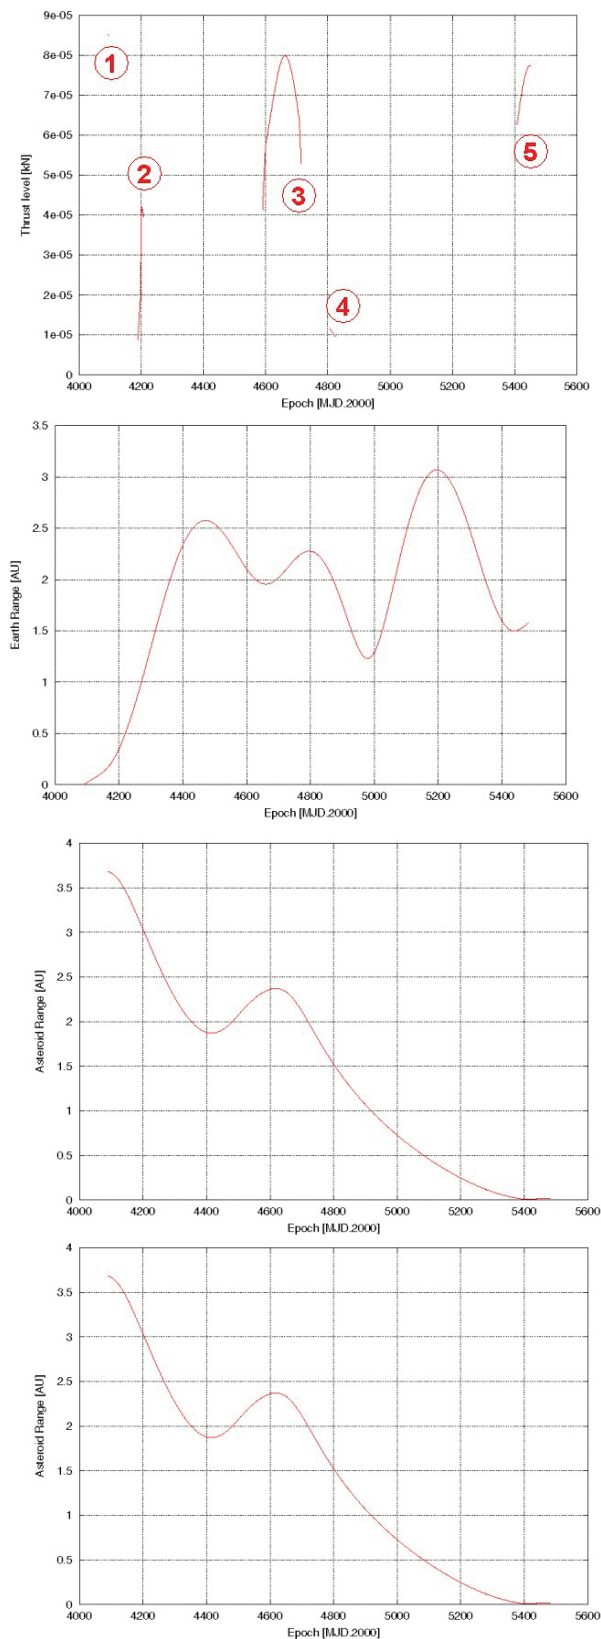 9e-05
8e-05
7e-05
6e-05
5e-05
4e-05
3e-05
2e-05
1e-05
0
Thrust level [kN]
1
2
3
4
5
4000 4200 4400 4600 4800 5000 5200 5400 5600
Epoch [MJD.2000]
3.5
3
2.5
2
1.5
1
0.5
0
Earth Range [AU]
4000 4200 4400 4600 4800 5000 5200 5400 5600
Epoch [MJD.2000]
4
3.5
3
2.5
2
1.5
1
0.5
0
Asteroid Range [AU]
4000 4200 4400 4600 4800 5000 5200 5400 5600
Epoch [MJD.2000]
4
3.5
3
2.5
2
1.5
1
0.5
0
Asteroid Range [AU]
4000 4200 4400 4600 4800 5000 5200 5400 5600
Epoch [MJD.2000]